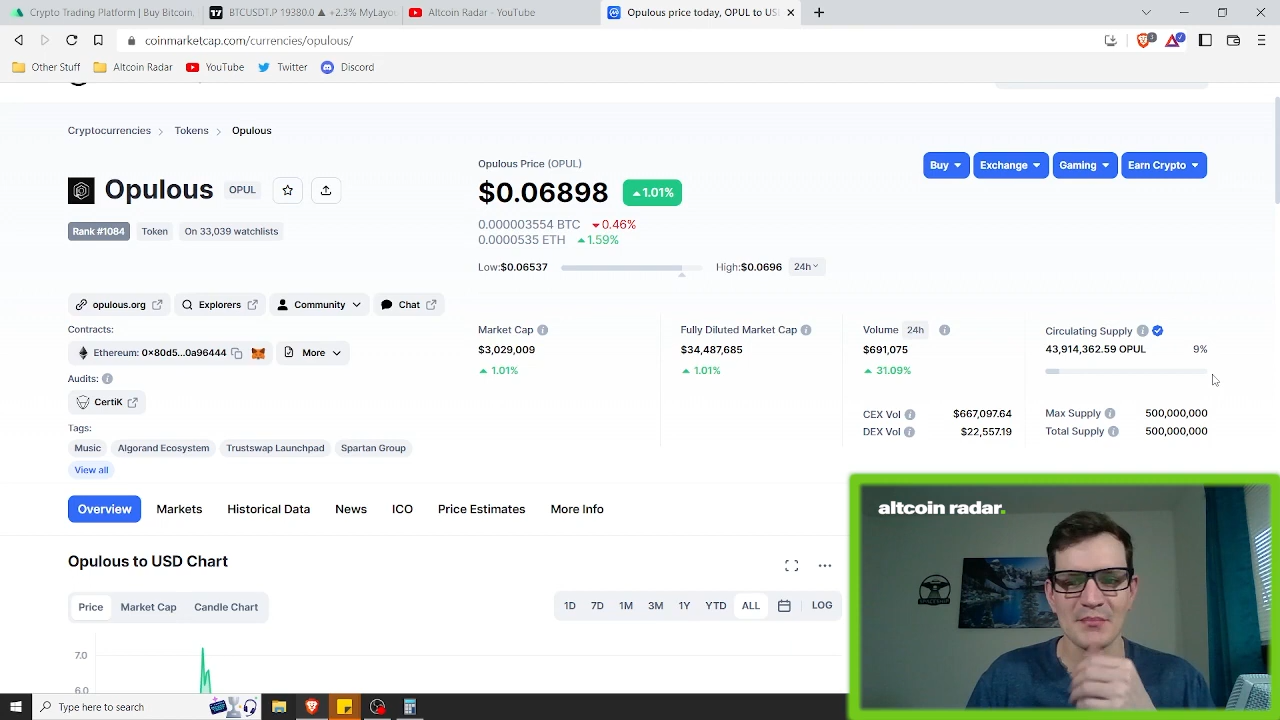 Crypto Trading Platform | Buy Bitcoin,
BTCUSDT.P 19380.0 ▲ +2.3% MyLayo
Altcoin Radar - YouTube
Opulous price today, OPUL to US
coinmarketcap.com/currencies/opulous/
3
Other Stuff
Altcoin Radar
YouTube
Twitter
Discord
Cryptocurrencies > Tokens > Opulous
Opulous OPUL
Rank #1084
Token
On 33,039 watchlists
Opulous Price (OPUL)
$0.06898 1.01%
0.000003554 BTC 0.46%
0.0000535 ETH 1.59%
Low:$0.06537
High:$0.0696
24h
Buy
Exchange
Gaming
Earn Crypto
opulous.org
Explorers
Community
Chat
Contracts:
Ethereum: 0x80d5...0a96444
More
Audits:
CertiK
Tags:
Music
Algorand Ecosystem
Trustswap Launchpad
Spartan Group
View all
Market Cap
$3,029,009
1.01%
Fully Diluted Market Cap
$34,487,685
1.01%
Volume 24h
$691,075
31.09%
CEX Vol $667,097.64
DEX Vol $22,557.19
Circulating Supply
43,914,362.59 OPUL 9%
Max Supply 500,000,000
Total Supply 500,000,000
Overview
Markets
Historical Data
News
ICO
Price Estimates
More Info
Opulous to USD Chart
Price
Market Cap
Candle Chart
1D
7D
1M
3M
1Y
YTD
ALL
LOG
7.0
6.0
altcoin radar.
Type here to search